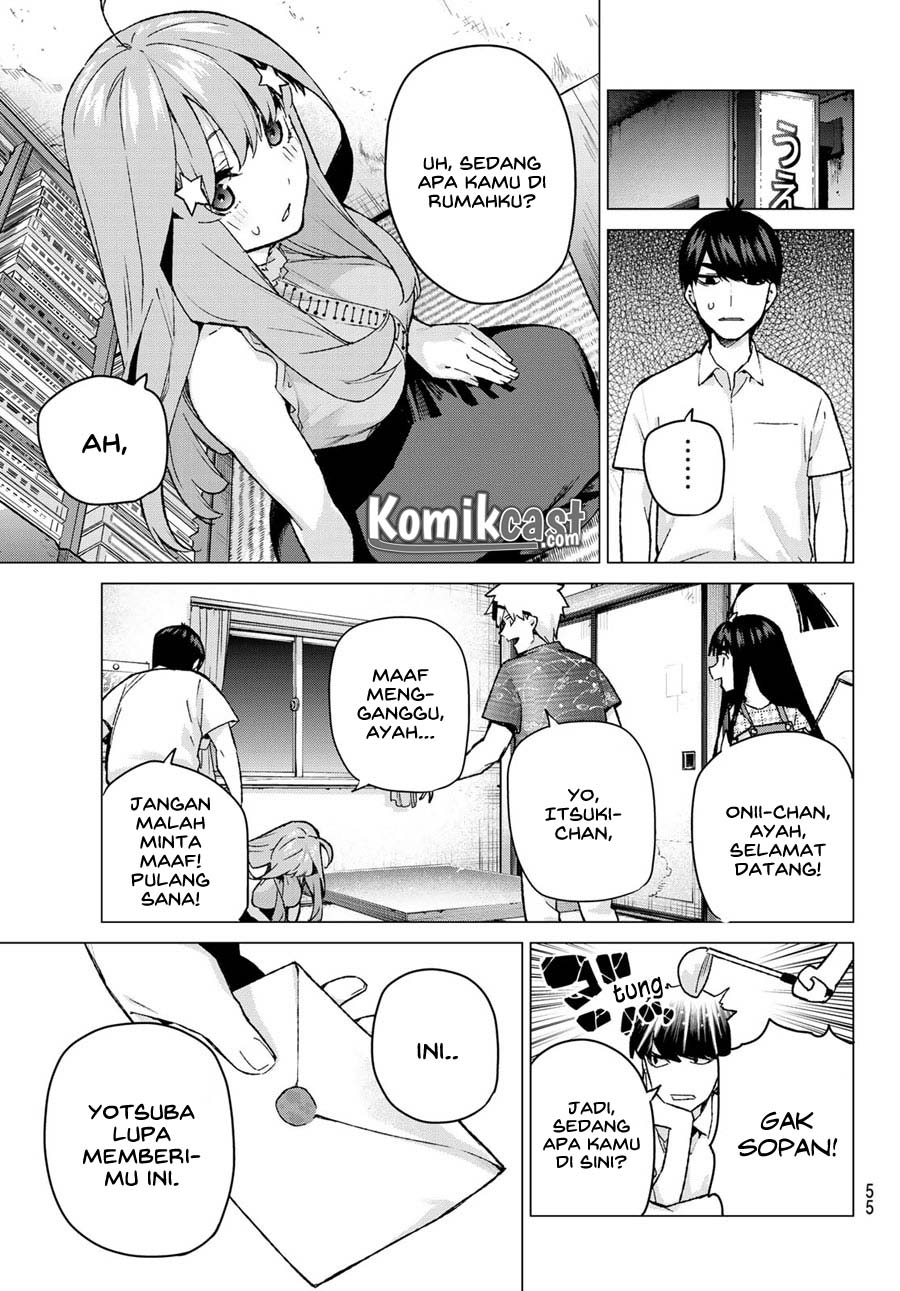 うえ
......
UH, SEDANG
APA KAMU DI
RUMAHKU?
AH,
Komikcast
.com
ONII-CHAN,
AYAH,
SELAMAT
DATANG!
YO,
ITSUKI-
CHAN,
MAAF
MENG-
GANGGU,
AYAH...
JANGAN
MALAH
MINTA
MAAF!
PULANG
SANA!
tung
GAK
SOPAN!
JADI,
SEDANG
APA KAMU
DI SINI?
INI..
YOTSUBA
LUPA
MEMBERI-
MU INI.
55